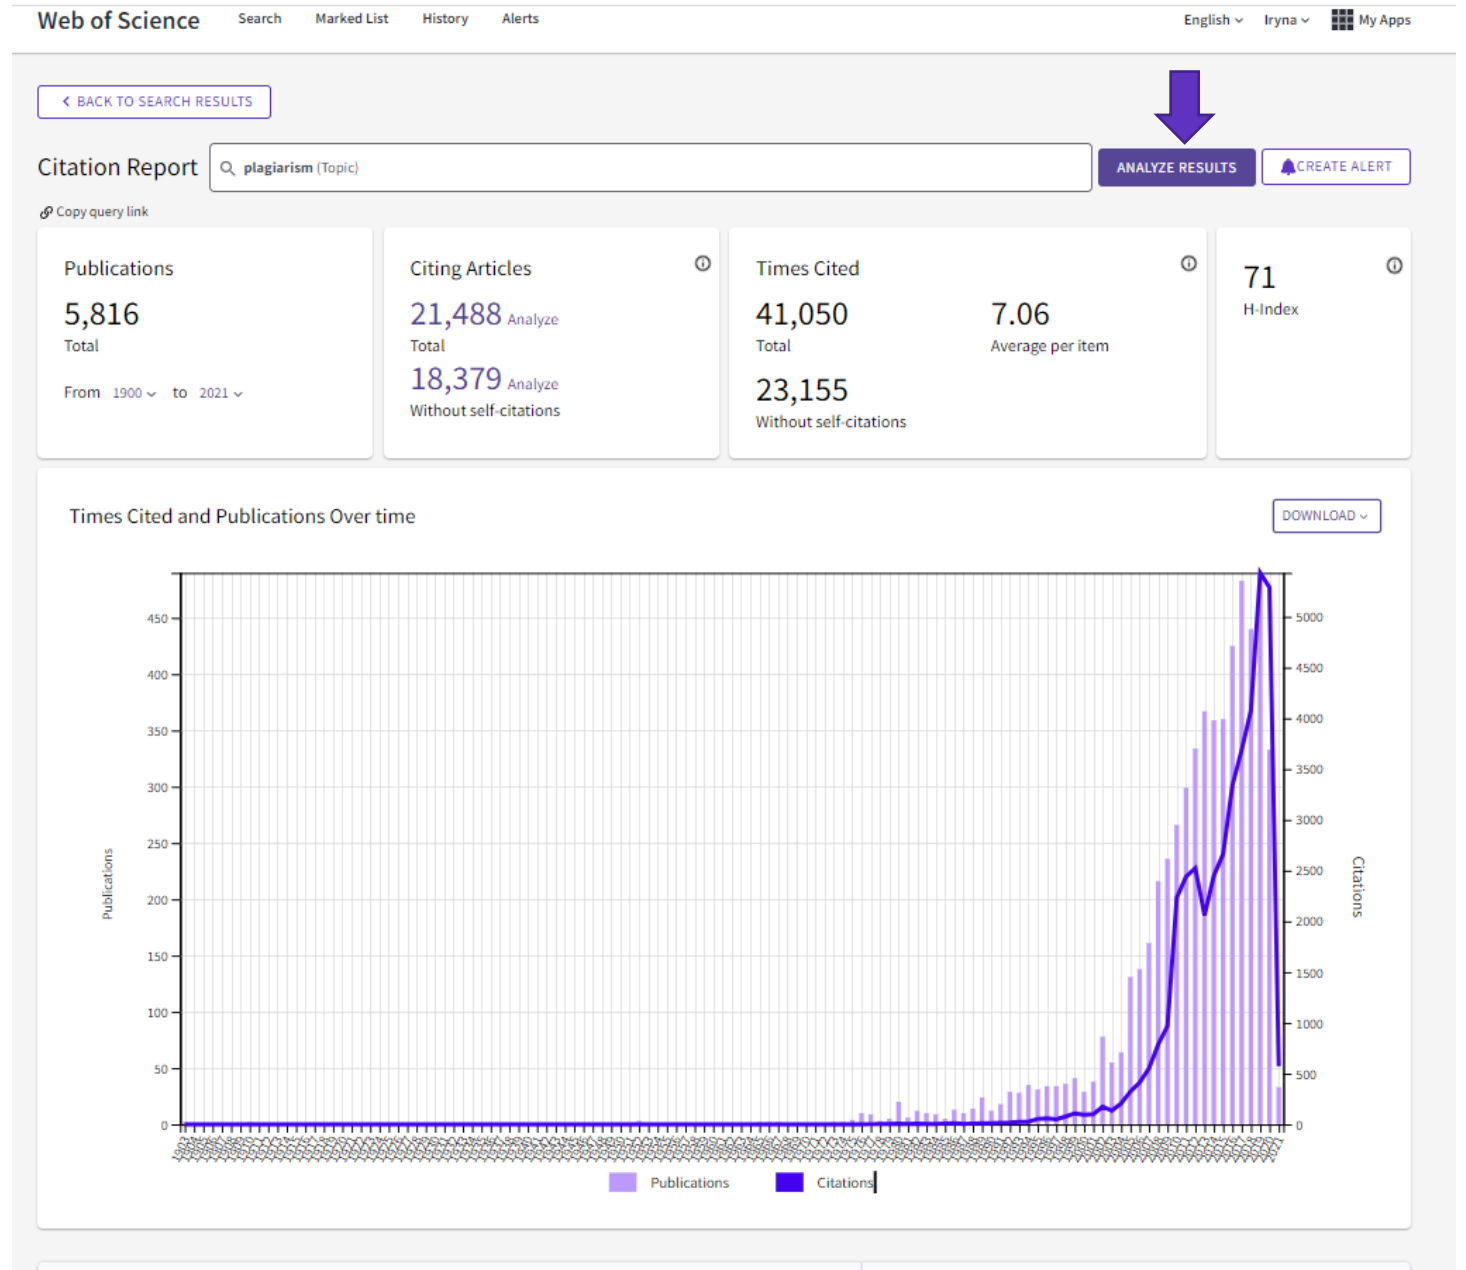 Web of Science Search Marked List History Alerts English Iryna My Apps
BACK TO SEARCH RESULTS
Citation Report plagiarism (Topic) ANALYZE RESULTS CREATE ALERT
Copy query link
Publications
5,816
Total
From 1900 to 2021
Citing Articles
21,488 Analyze
Total
18,379 Analyze
Without self-citations
Times Cited
41,050
Total
7.06
Average per item
23,155
Without self-citations
71
H-Index
Times Cited and Publications Over time
DOWNLOAD
450
400
350
300
250
200
150
100
50
0
Publications
5000
4500
4000
3500
3000
2500
2000
1500
1000
500
0
Citations
Publications Citations